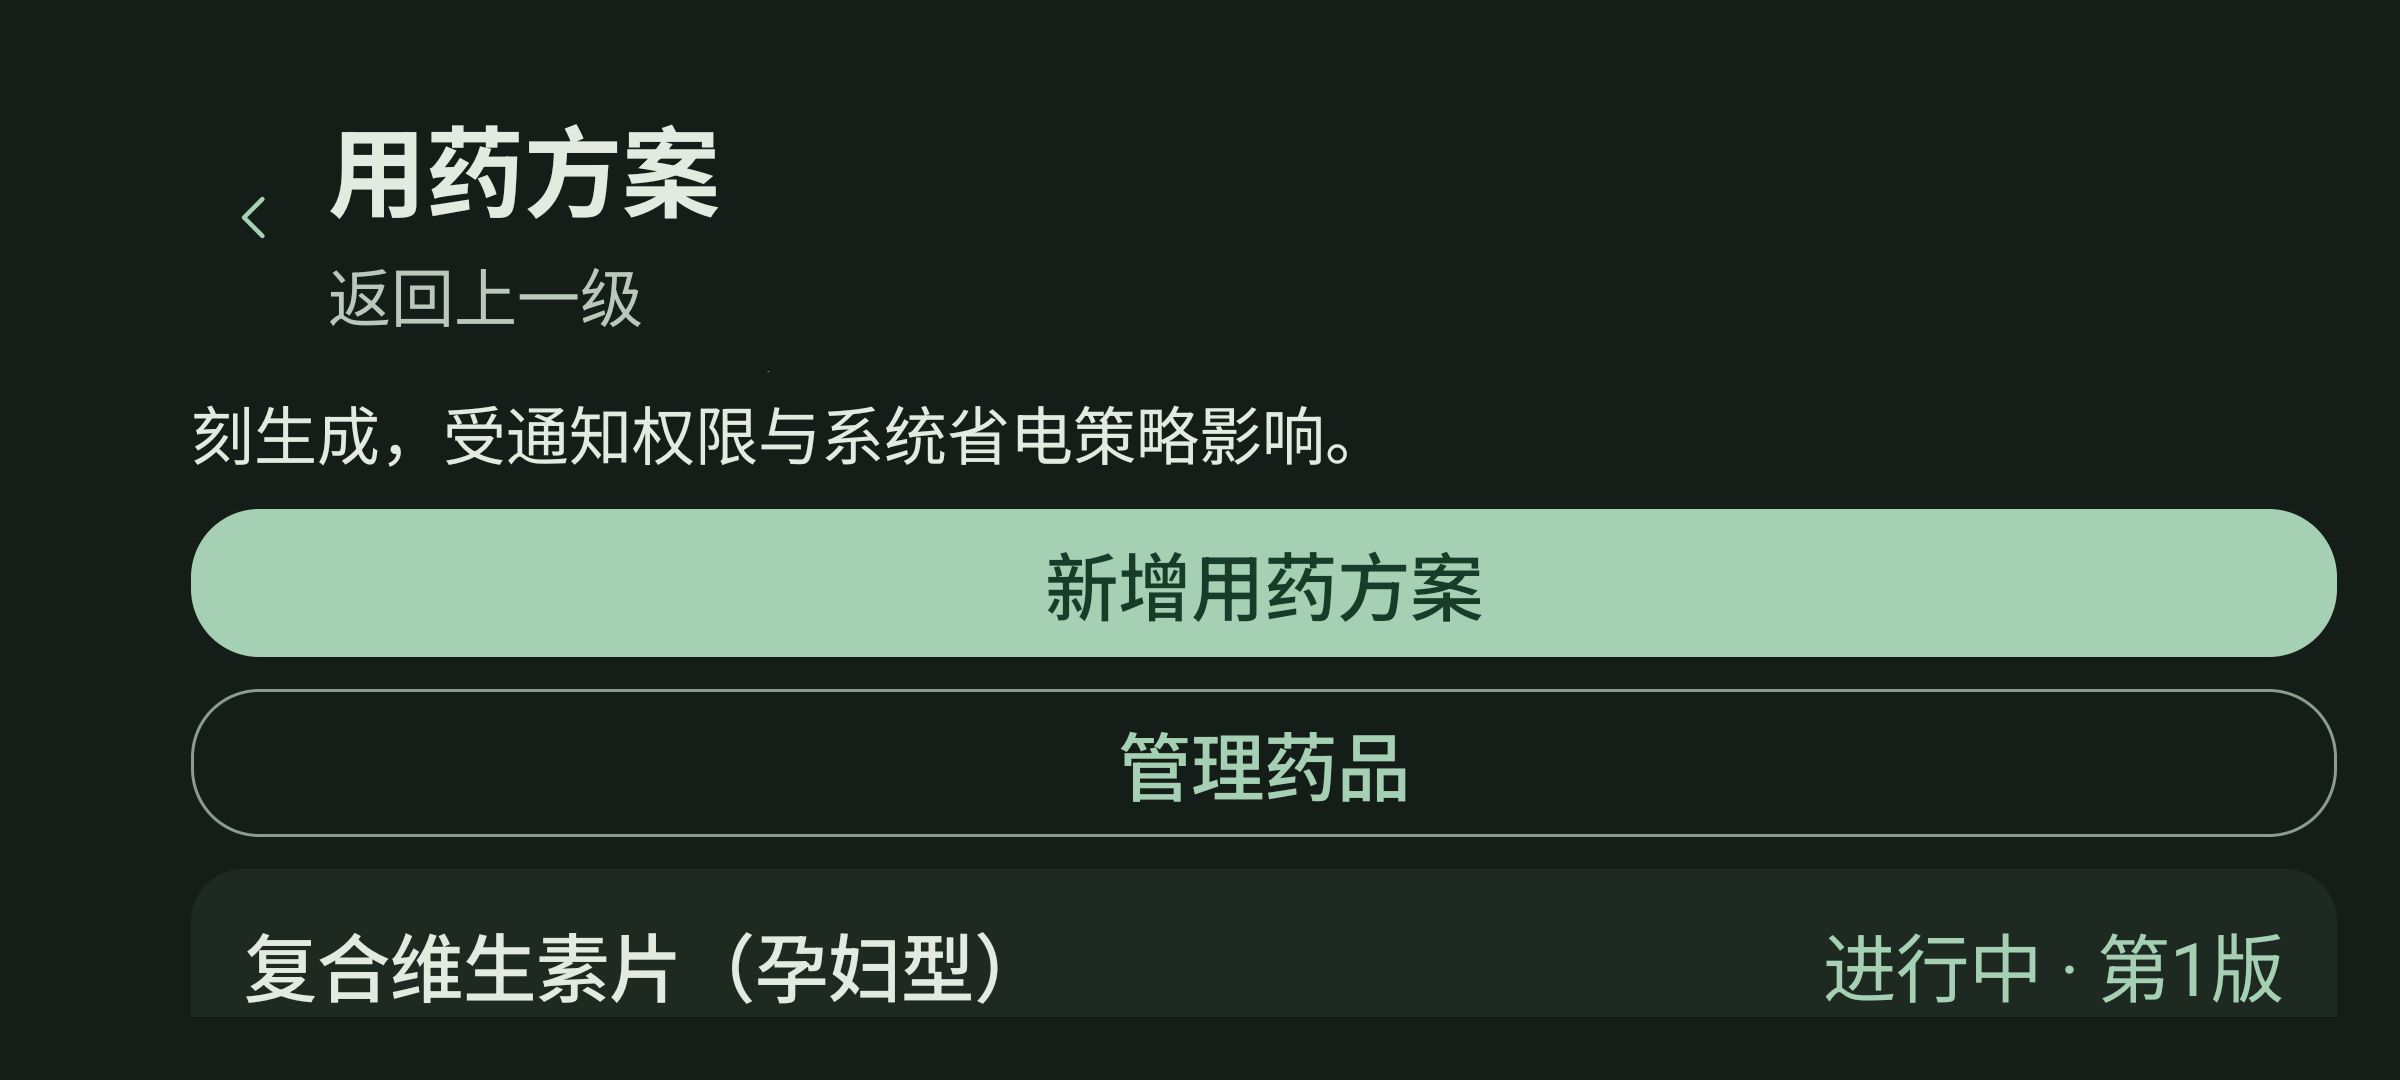 用药方案
返回上一级
刻生成，受通知权限与系统省电策略影响。
新增用药方案
管理药品
复合维生素片（孕妇型） 进行中 · 第1版